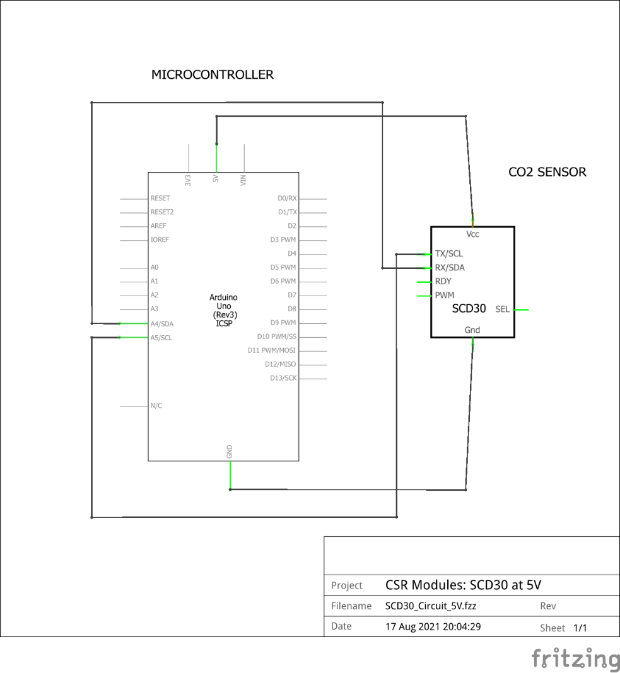 MICROCONTROLLER
CO2 SENSOR
3V3
5V
VIN
RESET
RESET2
AREF
IOREF
A0
A1
A2
A3
A4/SDA
A5/SCL
N/C
Arduino
Uno
(Rev3)
ICSP
D0/RX
D1/TX
D2
D3 PWM
D4
D5 PWM
D6 PWM
D7
D8
D9 PWM
D10 PWM/SS
D11 PWM/MOSI
D12/MISO
D13/SCK
GND
Vcc
TX/SCL
RX/SDA
RDY
PWM
SCD30
SEL
Gnd
Project CSR Modules: SCD30 at 5V
Filename SCD30_Circuit_5V.fzz Rev
Date 17 Aug 2021 20:04:29 Sheet 1/1
fritzing